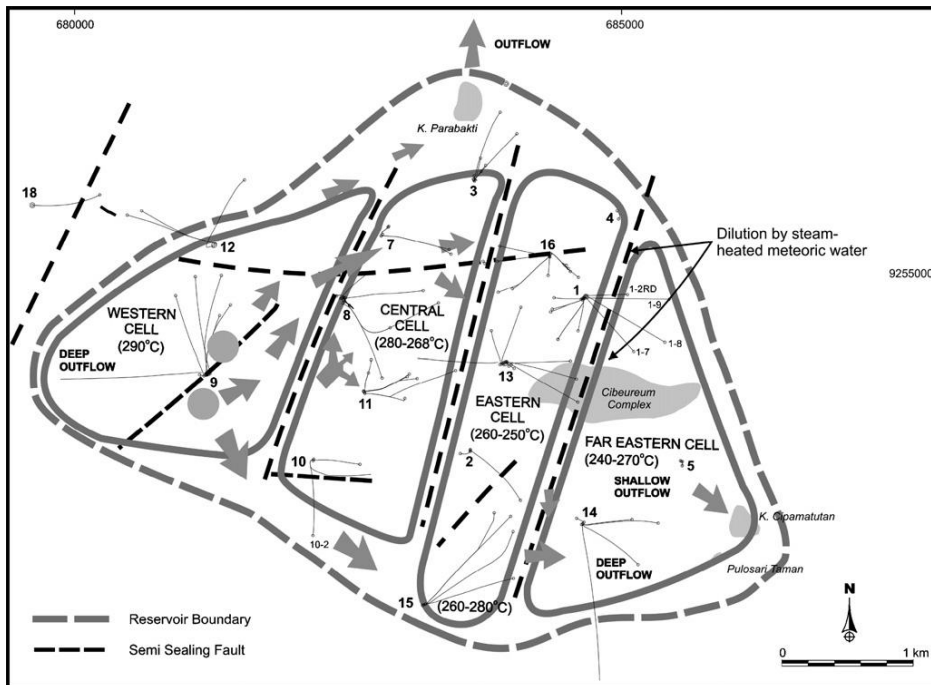 680000
685000
OUTFLOW
K. Parabakti
3
18
4
12
7
16
Dilution by steam-
heated meteoric water
9255000
1
1-2RD
1-9
WESTERN
CELL
(290°C)
8
CENTRAL
CELL
(280-268°C)
1-8
1-7
DEEP
OUTFLOW
9
13
11
Cibeureum
Complex
EASTERN
CELL
(260-250°C)
FAR EASTERN CELL
(240-270°C)
10
2
5
SHALLOW
OUTFLOW
14
K. Cipamatutan
10-2
DEEP
OUTFLOW
Pulosari Taman
15
(260-280°C)
N
Reservoir Boundary
Semi Sealing Fault
0
1 km